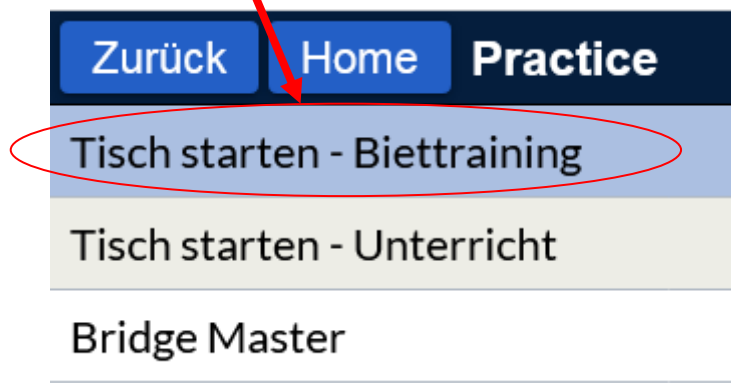 Zurück Home Practice
Tisch starten - Biettraining
Tisch starten - Unterricht
Bridge Master